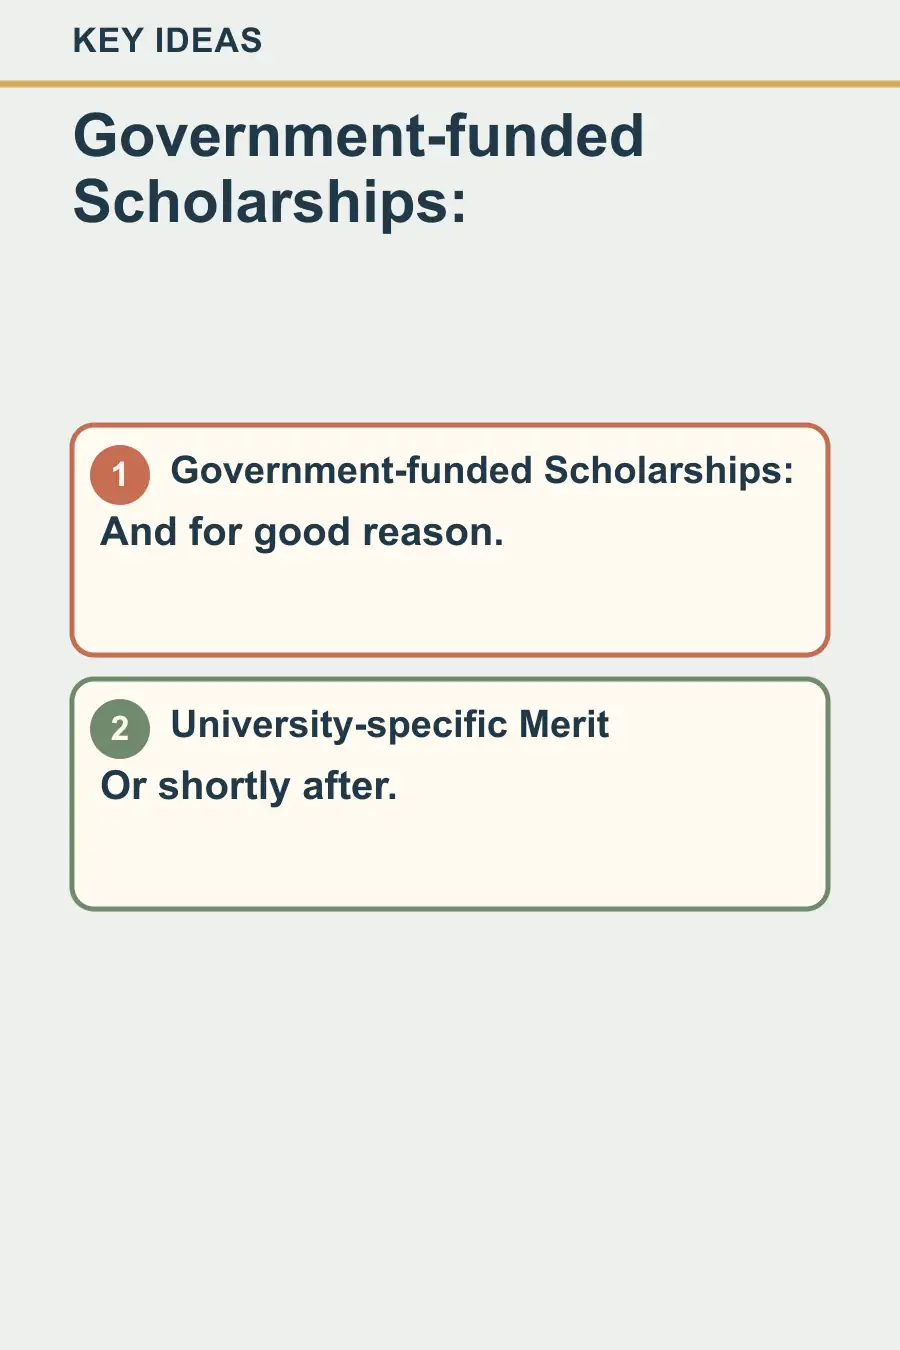 KEY IDEAS
Government-funded
Scholarships:
1 Government-funded Scholarships:
And for good reason.
2 University-specific Merit
Or shortly after.